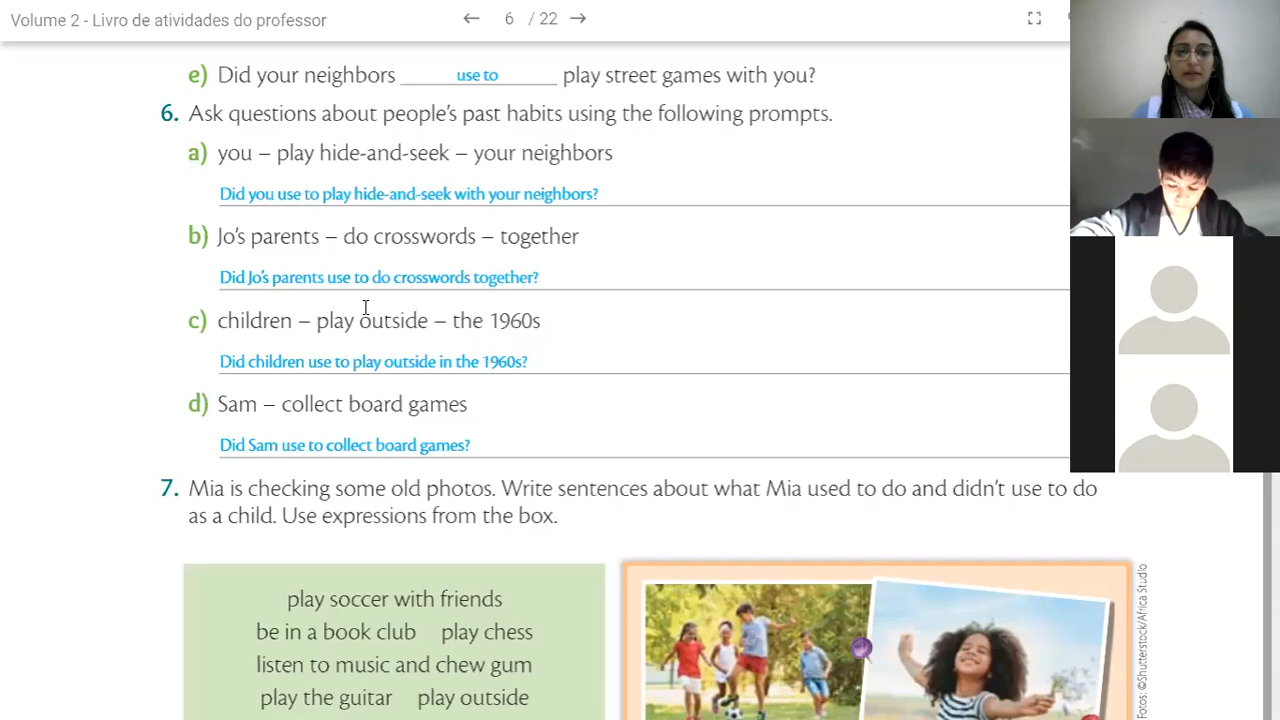 Volume 2 - Livro de atividades do professor
6 / 22
e) Did your neighbors use to play street games with you?
6. Ask questions about people's past habits using the following prompts.
a) you – play hide-and-seek – your neighbors
Did you use to play hide-and-seek with your neighbors?
b) Jo's parents – do crosswords – together
Did Jo's parents use to do crosswords together?
c) children – play outside – the 1960s
Did children use to play outside in the 1960s?
d) Sam – collect board games
Did Sam use to collect board games?
7. Mia is checking some old photos. Write sentences about what Mia used to do and didn't use to do
as a child. Use expressions from the box.
play soccer with friends
be in a book club play chess
listen to music and chew gum
play the guitar play outside
Fotos: ©Shutterstock/Africa Studio